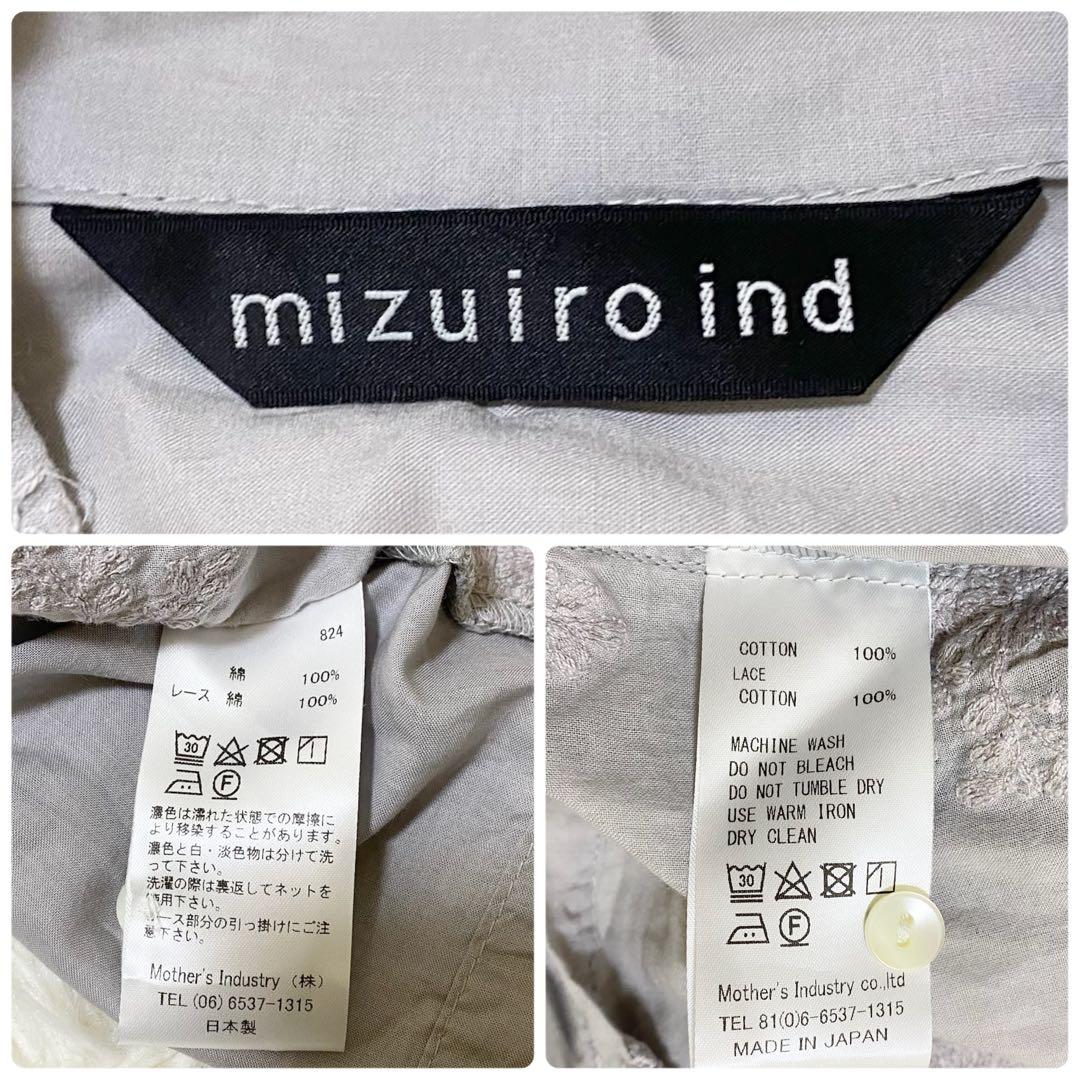 mizuiro ind
824
綿 100%
レース 綿 100%
30
F
濃色は濡れた状態での摩擦に
より移染することがあります。
濃色と白・淡色物は分けて洗
って下さい。
洗濯の際は裏返してネットを
使用下さい。
レース部分の引っ掛けにご注
意下さい。
Mother's Industry (株)
TEL (06) 6537-1315
日本製
COTTON 100%
LACE
COTTON 100%
MACHINE WASH
DO NOT BLEACH
DO NOT TUMBLE DRY
USE WARM IRON
DRY CLEAN
30
F
Mother's Industry co.,ltd
TEL 81(0)6-6537-1315
MADE IN JAPAN